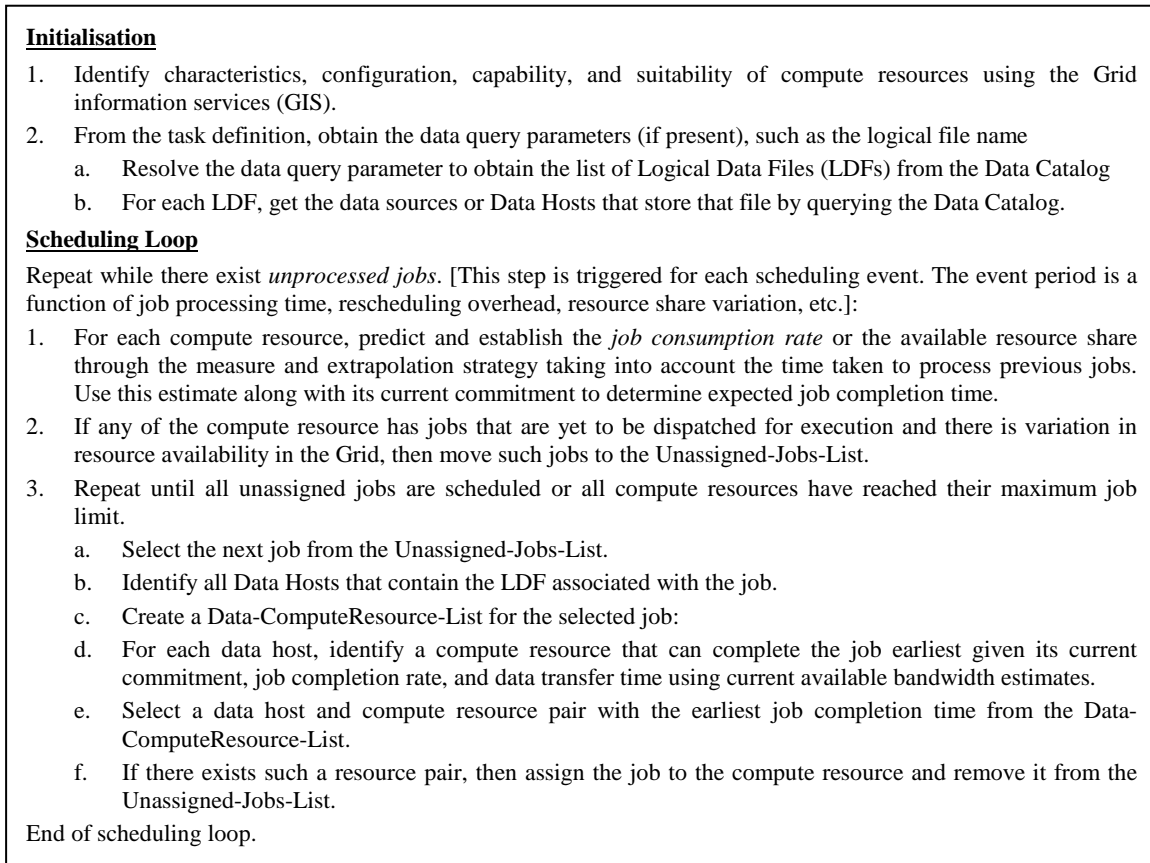 Initialisation
1. Identify characteristics, configuration, capability, and suitability of compute resources using the Grid
information services (GIS).
2. From the task definition, obtain the data query parameters (if present), such as the logical file name
a. Resolve the data query parameter to obtain the list of Logical Data Files (LDFs) from the Data Catalog
b. For each LDF, get the data sources or Data Hosts that store that file by querying the Data Catalog.
Scheduling Loop
Repeat while there exist unprocessed jobs. [This step is triggered for each scheduling event. The event period is a
function of job processing time, rescheduling overhead, resource share variation, etc.]:
1. For each compute resource, predict and establish the job consumption rate or the available resource share
through the measure and extrapolation strategy taking into account the time taken to process previous jobs.
Use this estimate along with its current commitment to determine expected job completion time.
2. If any of the compute resource has jobs that are yet to be dispatched for execution and there is variation in
resource availability in the Grid, then move such jobs to the Unassigned-Jobs-List.
3. Repeat until all unassigned jobs are scheduled or all compute resources have reached their maximum job
limit.
a. Select the next job from the Unassigned-Jobs-List.
b. Identify all Data Hosts that contain the LDF associated with the job.
c. Create a Data-ComputeResource-List for the selected job:
d. For each data host, identify a compute resource that can complete the job earliest given its current
commitment, job completion rate, and data transfer time using current available bandwidth estimates.
e. Select a data host and compute resource pair with the earliest job completion time from the Data-
ComputeResource-List.
f. If there exists such a resource pair, then assign the job to the compute resource and remove it from the
Unassigned-Jobs-List.
End of scheduling loop.